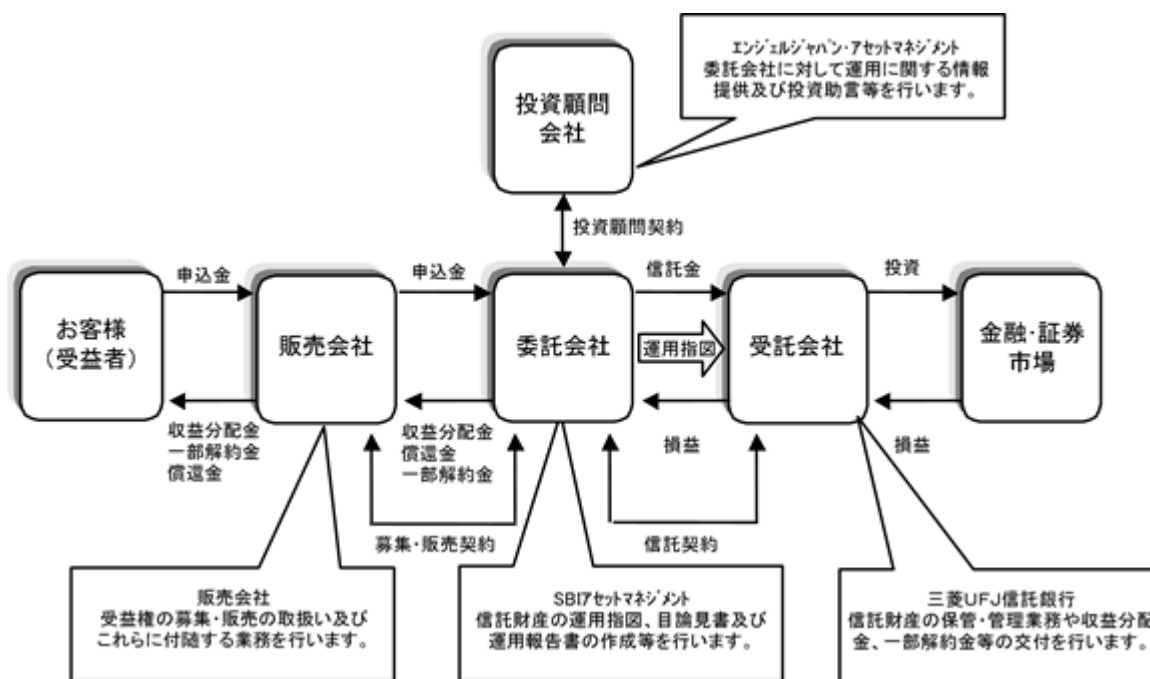 エンジェルジャパン・アセットマネジメント
委託会社に対して運用に関する情報
提供及び投資助言等を行います。
投資顧問
会社
投資顧問契約
申込金
申込金
信託金
投資
お客様
（受益者）
販売会社
委託会社
運用指図
受託会社
金融・証券
市場
収益分配金
一部解約金
償還金
収益分配金
償還金
一部解約金
損益
損益
募集・販売契約
信託契約
販売会社
受益権の募集・販売の取扱い及び
これらに付随する業務を行います。
SBIアセットマネジメント
信託財産の運用指図、目論見書及び
運用報告書の作成等を行います。
三菱UFJ信託銀行
信託財産の保管・管理業務や収益分配
金、一部解約金等の交付を行います。